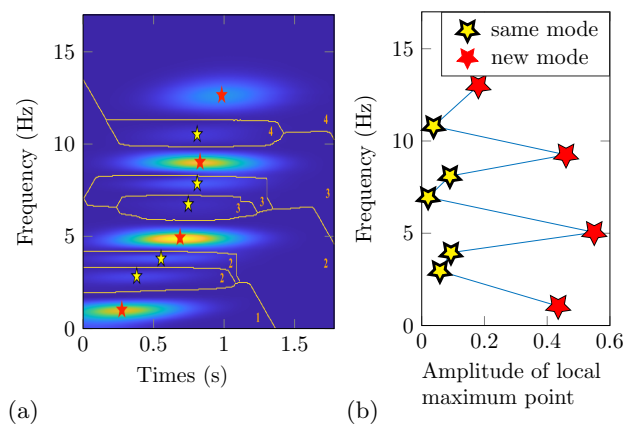 15
10
5
0
Frequency (Hz)
4
4
3
3
3
2
2
2
1
0 0.5 1 1.5
Times (s)
(a)
same mode
new mode
15
10
5
0
Frequency (Hz)
0 0.2 0.4 0.6
Amplitude of local
maximum point
(b)